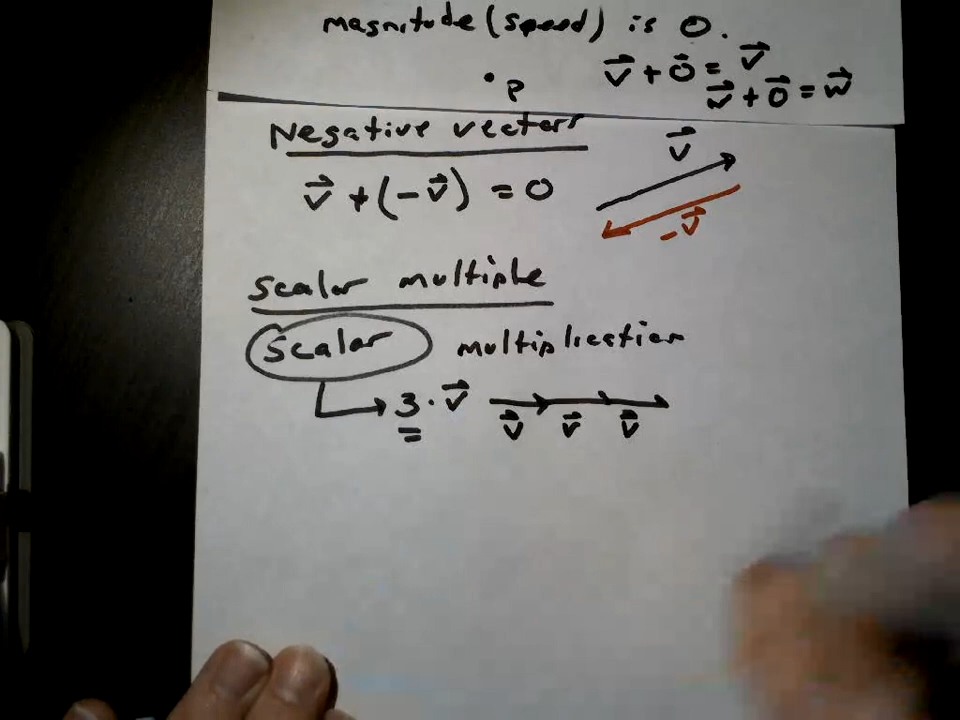 magnitude (speed) is 0.
• p
v⃗ + 0⃗ = v⃗
w⃗ + 0⃗ = w⃗
Negative vectors
v⃗ + (-v⃗) = 0
v⃗
-v⃗
scalar multiple
scalar multiplication
3 · v⃗
v⃗ v⃗ v⃗